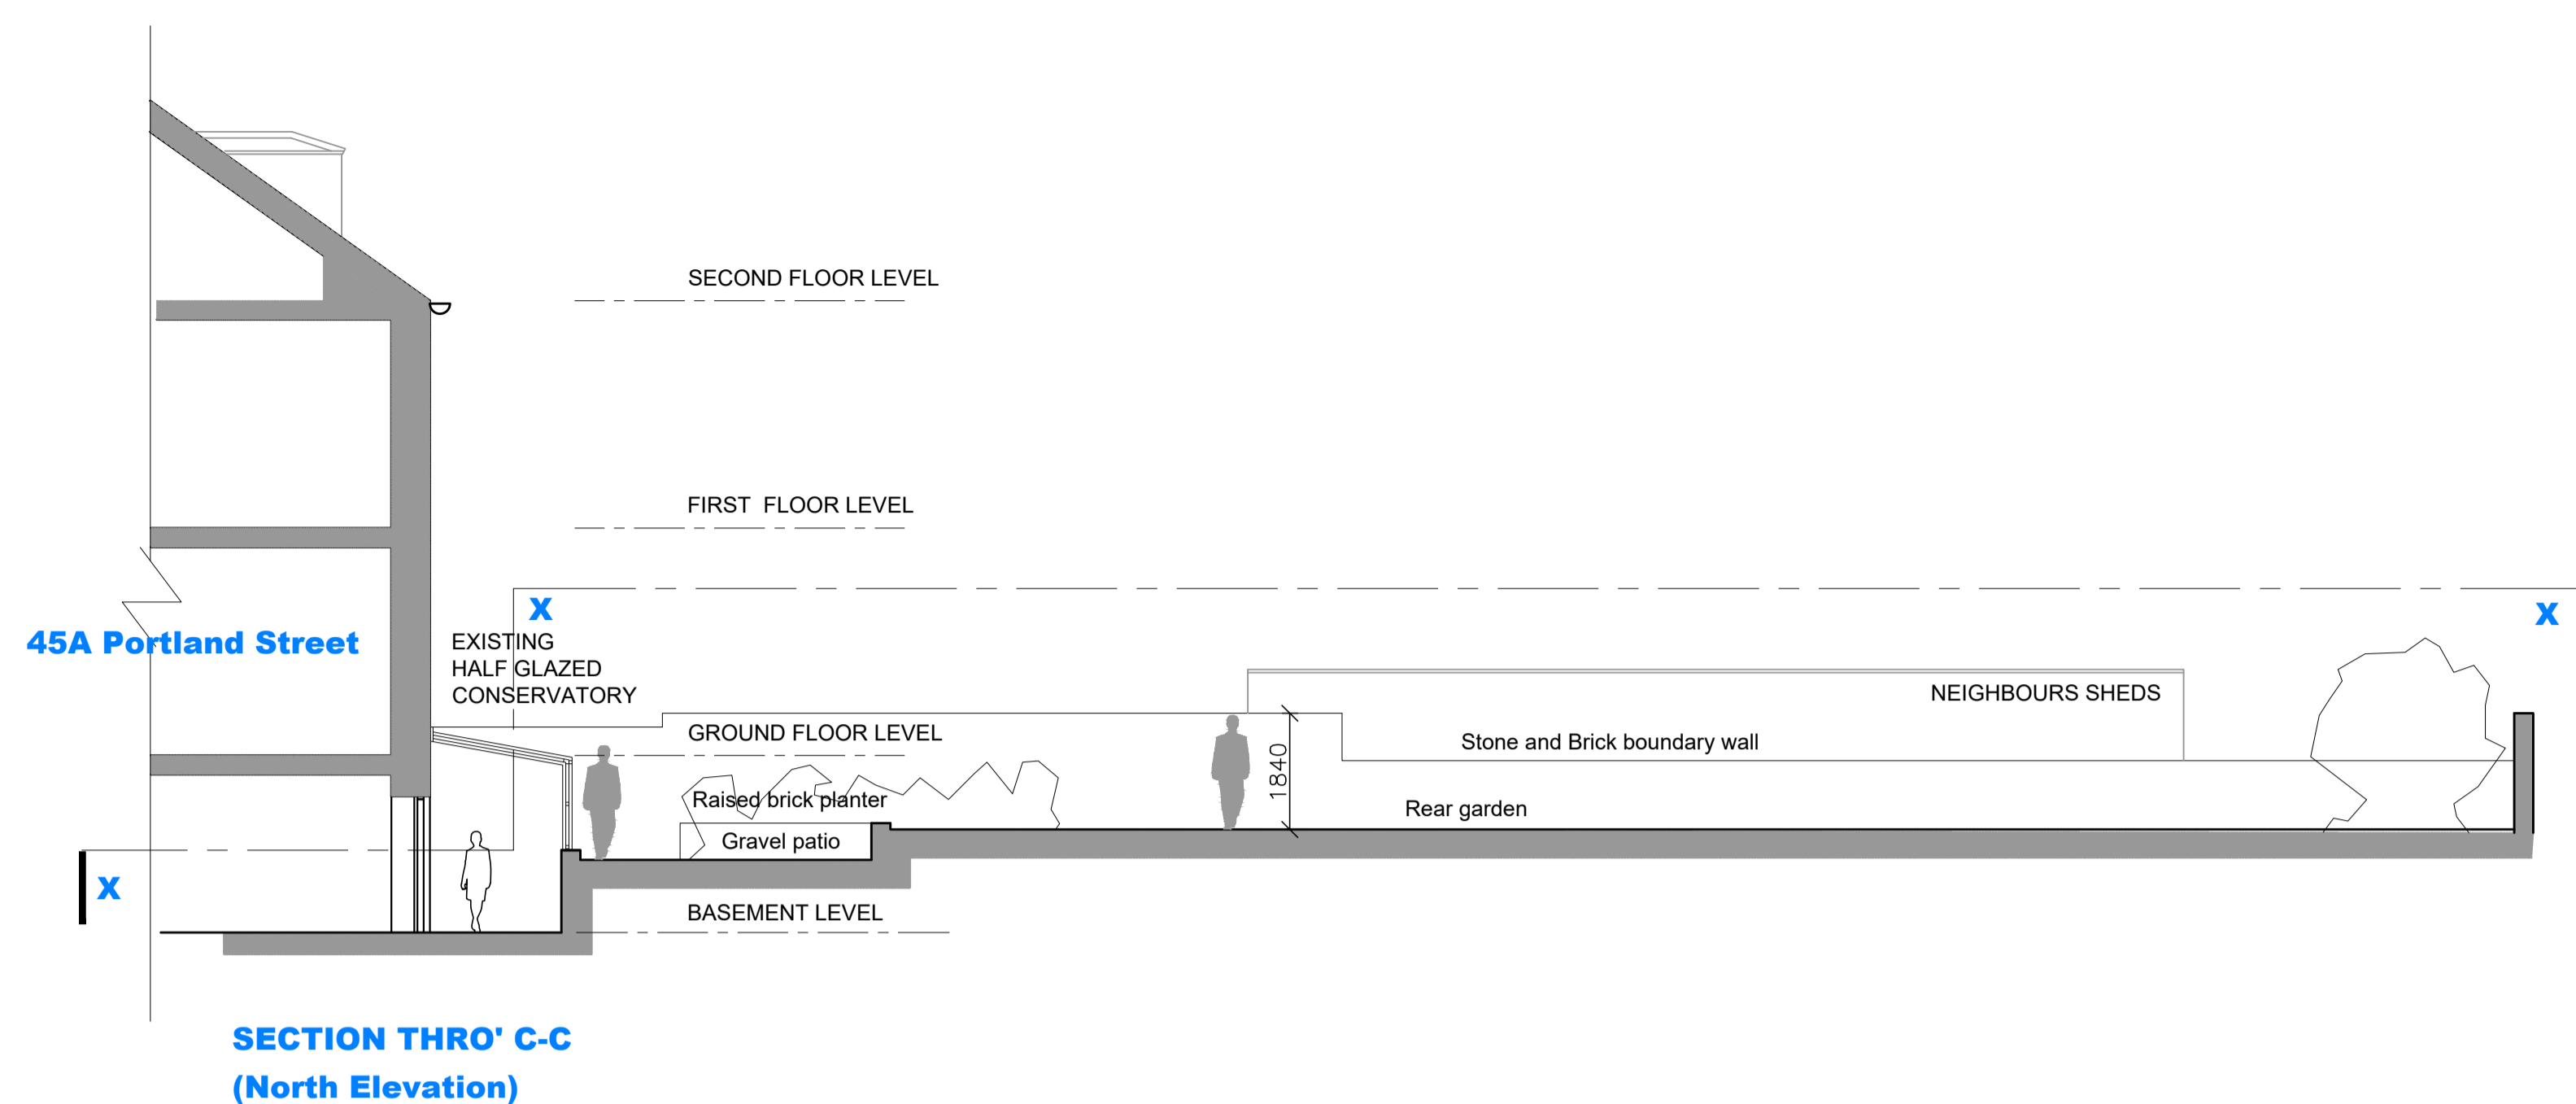 SECOND FLOOR LEVEL
FIRST  FLOOR LEVEL
X
X
45A Portland Street
EXISTING
HALF GLAZED
CONSERVATORY
NEIGHBOURS SHEDS
GROUND FLOOR LEVEL
Stone and Brick boundary wall
1840
Raised brick planter
Rear garden
Gravel patio
X
BASEMENT LEVEL
SECTION THRO' C-C
(North Elevation)